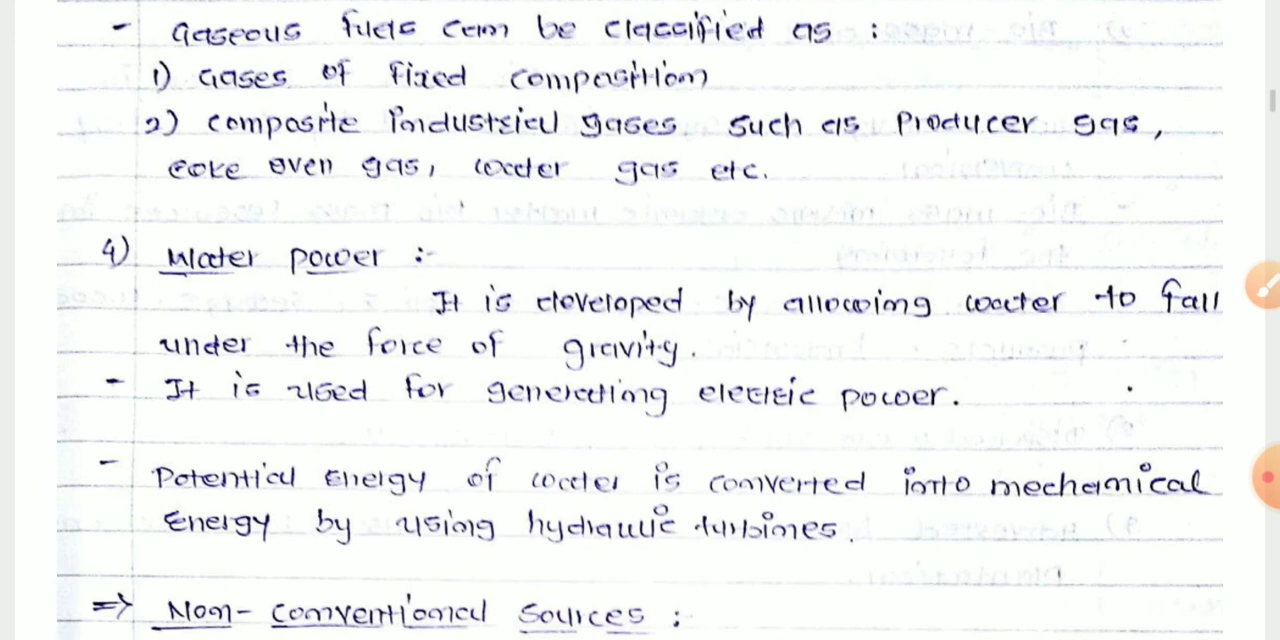 - Gaseous fuels can be classified as :
1) Gases of fixed composition
2) composite industrial gases such as Producer gas,
coke oven gas, water gas etc.
4) Water power :-
It is developed by allowing water to fall
under the force of gravity.
- It is used for generating electric power.
- Potential Energy of water is converted into mechanical
Energy by using hydraulic turbines.
=> Non-conventional sources :